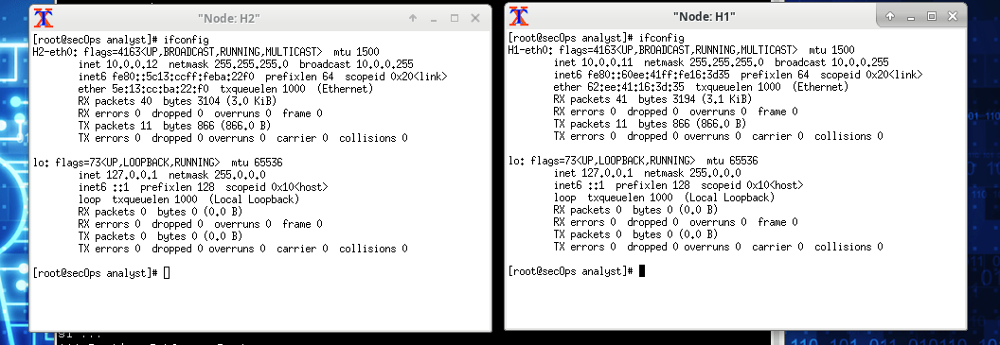 "Node: H2"
[root@secOps analyst]# ifconfig
H2-eth0: flags=4163<UP,BROADCAST,RUNNING,MULTICAST>  mtu 1500
        inet 10.0.0.12  netmask 255.255.255.0  broadcast 10.0.0.255
        inet6 fe80::5c13:ccff:feba:22f0  prefixlen 64  scopeid 0x20<link>
        ether 5e:13:cc:ba:22:f0  txqueuelen 1000  (Ethernet)
        RX packets 40  bytes 3104 (3.0 KiB)
        RX errors 0  dropped 0  overruns 0  frame 0
        TX packets 11  bytes 866 (866.0 B)
        TX errors 0  dropped 0 overruns 0  carrier 0  collisions 0
lo: flags=73<UP,LOOPBACK,RUNNING>  mtu 65536
        inet 127.0.0.1  netmask 255.0.0.0
        inet6 ::1  prefixlen 128  scopeid 0x10<host>
        loop  txqueuelen 1000  (Local Loopback)
        RX packets 0  bytes 0 (0.0 B)
        RX errors 0  dropped 0  overruns 0  frame 0
        TX packets 0  bytes 0 (0.0 B)
        TX errors 0  dropped 0 overruns 0  carrier 0  collisions 0
[root@secOps analyst]#
"Node: H1"
[root@secOps analyst]# ifconfig
H1-eth0: flags=4163<UP,BROADCAST,RUNNING,MULTICAST>  mtu 1500
        inet 10.0.0.11  netmask 255.255.255.0  broadcast 10.0.0.255
        inet6 fe80::60ee:41ff:fe16:3d35  prefixlen 64  scopeid 0x20<link>
        ether 62:ee:41:16:3d:35  txqueuelen 1000  (Ethernet)
        RX packets 41  bytes 3194 (3.1 KiB)
        RX errors 0  dropped 0  overruns 0  frame 0
        TX packets 11  bytes 866 (866.0 B)
        TX errors 0  dropped 0 overruns 0  carrier 0  collisions 0
lo: flags=73<UP,LOOPBACK,RUNNING>  mtu 65536
        inet 127.0.0.1  netmask 255.0.0.0
        inet6 ::1  prefixlen 128  scopeid 0x10<host>
        loop  txqueuelen 1000  (Local Loopback)
        RX packets 0  bytes 0 (0.0 B)
        RX errors 0  dropped 0  overruns 0  frame 0
        TX packets 0  bytes 0 (0.0 B)
        TX errors 0  dropped 0 overruns 0  carrier 0  collisions 0
[root@secOps analyst]#